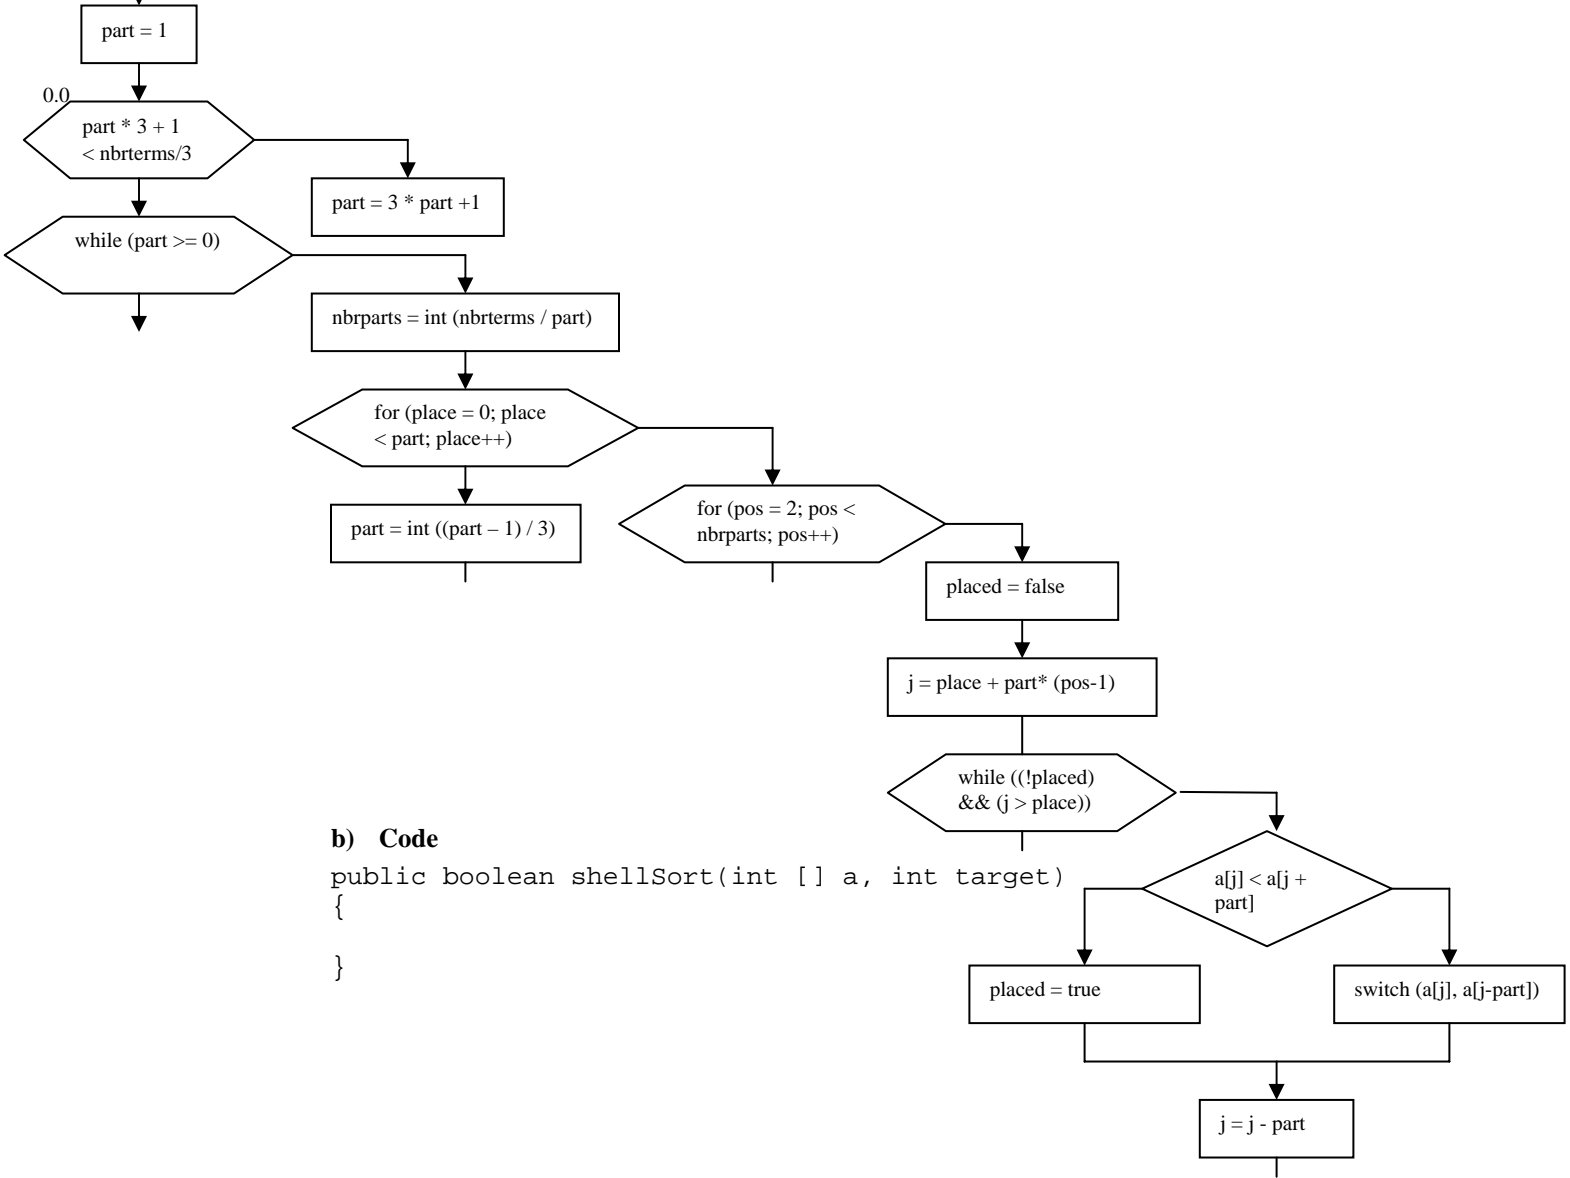 part = 1
0.0
part * 3 + 1
< nbrterms/3
part = 3 * part +1
while (part >= 0)
nbrparts = int (nbrterms / part)
for (place = 0; place
< part; place++)
part = int ((part – 1) / 3)
for (pos = 2; pos <
nbrparts; pos++)
placed = false
j = place + part* (pos-1)
while ((!placed)
&& (j > place))
b) Code
public boolean shellSort(int [] a, int target)
{
}
a[j] < a[j +
part]
placed = true
switch (a[j], a[j-part])
j = j - part